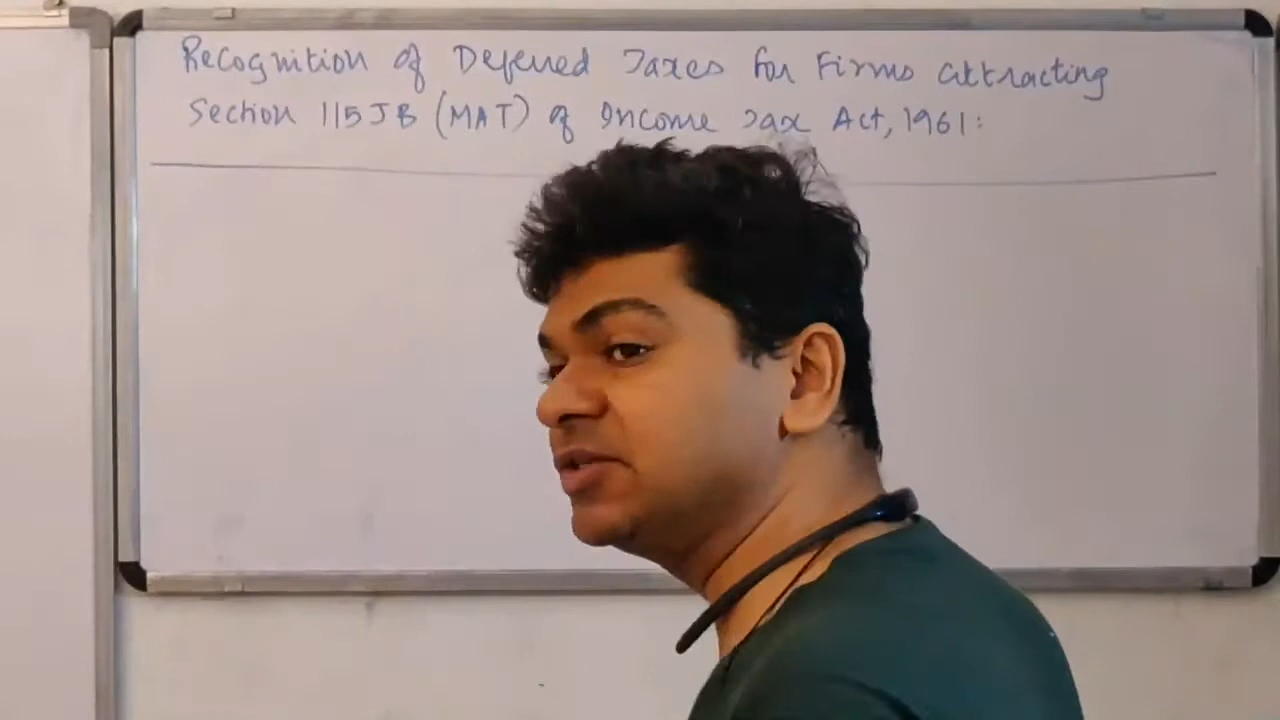 Recognition of Deferred Taxes for Firms attracting
Section 115JB (MAT) of Income Tax Act, 1961: